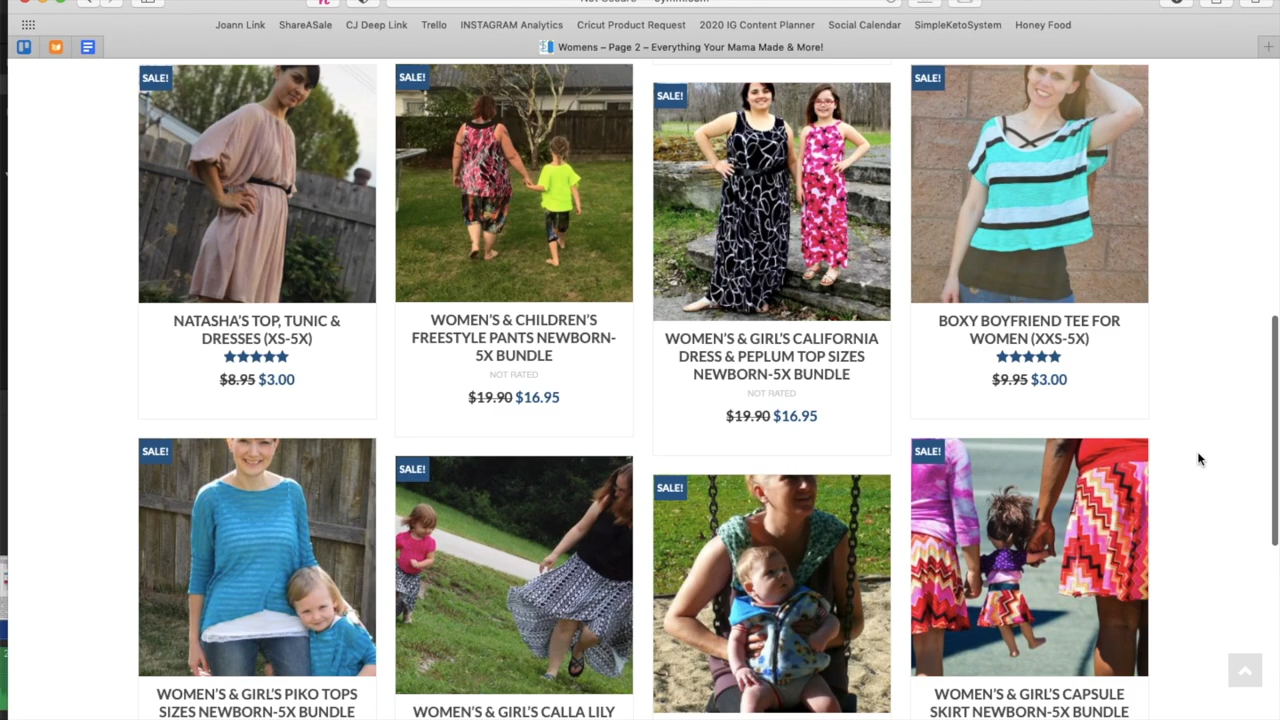 Joann Link ShareASale CJ Deep Link Trello INSTAGRAM Analytics Cricut Product Request 2020 IG Content Planner Social Calendar SimpleKetoSystem Honey Food
Womens – Page 2 – Everything Your Mama Made & More!
SALE!
SALE!
SALE!
SALE!
NATASHA'S TOP, TUNIC &
DRESSES (XS-5X)
$8.95 $3.00
WOMEN'S & CHILDREN'S
FREESTYLE PANTS NEWBORN-
5X BUNDLE
NOT RATED
$19.90 $16.95
WOMEN'S & GIRL'S CALIFORNIA
DRESS & PEPLUM TOP SIZES
NEWBORN-5X BUNDLE
NOT RATED
$19.90 $16.95
BOXY BOYFRIEND TEE FOR
WOMEN (XXS-5X)
$9.95 $3.00
SALE!
SALE!
SALE!
SALE!
WOMEN'S & GIRL'S PIKO TOPS
SIZES NEWBORN-5X BUNDLE
WOMEN'S & GIRL'S CALLA LILY
WOMEN'S & GIRL'S CAPSULE
SKIRT NEWBORN-5X BUNDLE